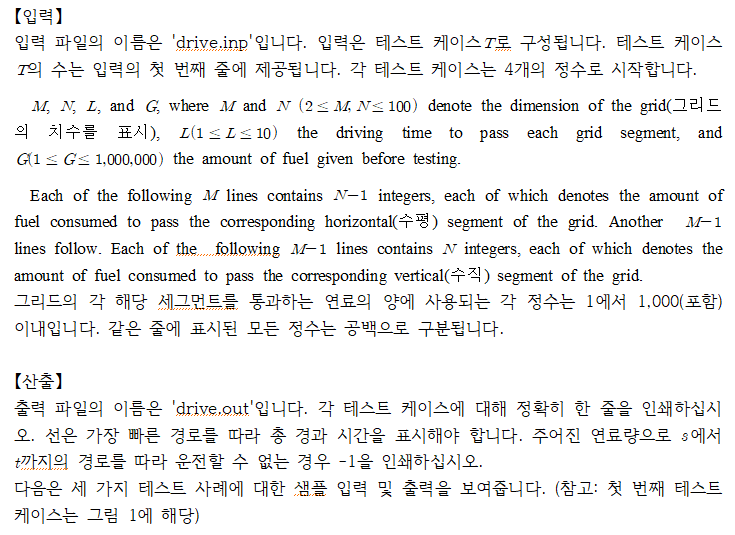 【입력】
입력 파일의 이름은 'drive.inp'입니다. 입력은 테스트 케이스T로 구성됩니다. 테스트 케이스
T의 수는 입력의 첫 번째 줄에 제공됩니다. 각 테스트 케이스는 4개의 정수로 시작합니다.
M, N, L, and G, where M and N (2≤M, N≤100) denote the dimension of the grid(그리드
의 치수를 표시), L(1≤L≤10) the driving time to pass each grid segment, and
G(1≤G≤1,000,000) the amount of fuel given before testing.
Each of the following M lines contains N−1 integers, each of which denotes the amount of
fuel consumed to pass the corresponding horizontal(수평) segment of the grid. Another M−1
lines follow. Each of the following M−1 lines contains N integers, each of which denotes the
amount of fuel consumed to pass the corresponding vertical(수직) segment of the grid.
그리드의 각 해당 세그먼트를 통과하는 연료의 양에 사용되는 각 정수는 1에서 1,000(포함)
이내입니다. 같은 줄에 표시된 모든 정수는 공백으로 구분됩니다.
【산출】
출력 파일의 이름은 'drive.out'입니다. 각 테스트 케이스에 대해 정확히 한 줄을 인쇄하십시
오. 선은 가장 빠른 경로를 따라 총 경과 시간을 표시해야 합니다. 주어진 연료량으로 s에서
t까지의 경로를 따라 운전할 수 없는 경우 -1을 인쇄하십시오.
다음은 세 가지 테스트 사례에 대한 샘플 입력 및 출력을 보여줍니다. (참고: 첫 번째 테스트
케이스는 그림 1에 해당)